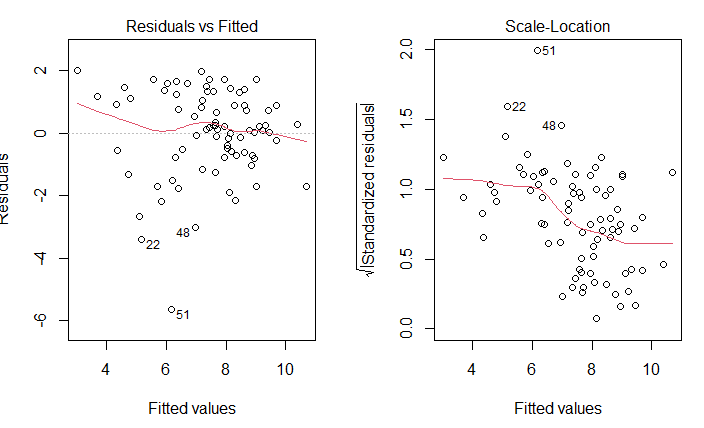 Residuals vs Fitted
Residuals
2
0
-2
-4
-6
22
48
51
4 6 8 10
Fitted values
Scale-Location
√|Standardized residuals|
2.0
1.5
1.0
0.5
0.0
51
22
48
4 6 8 10
Fitted values